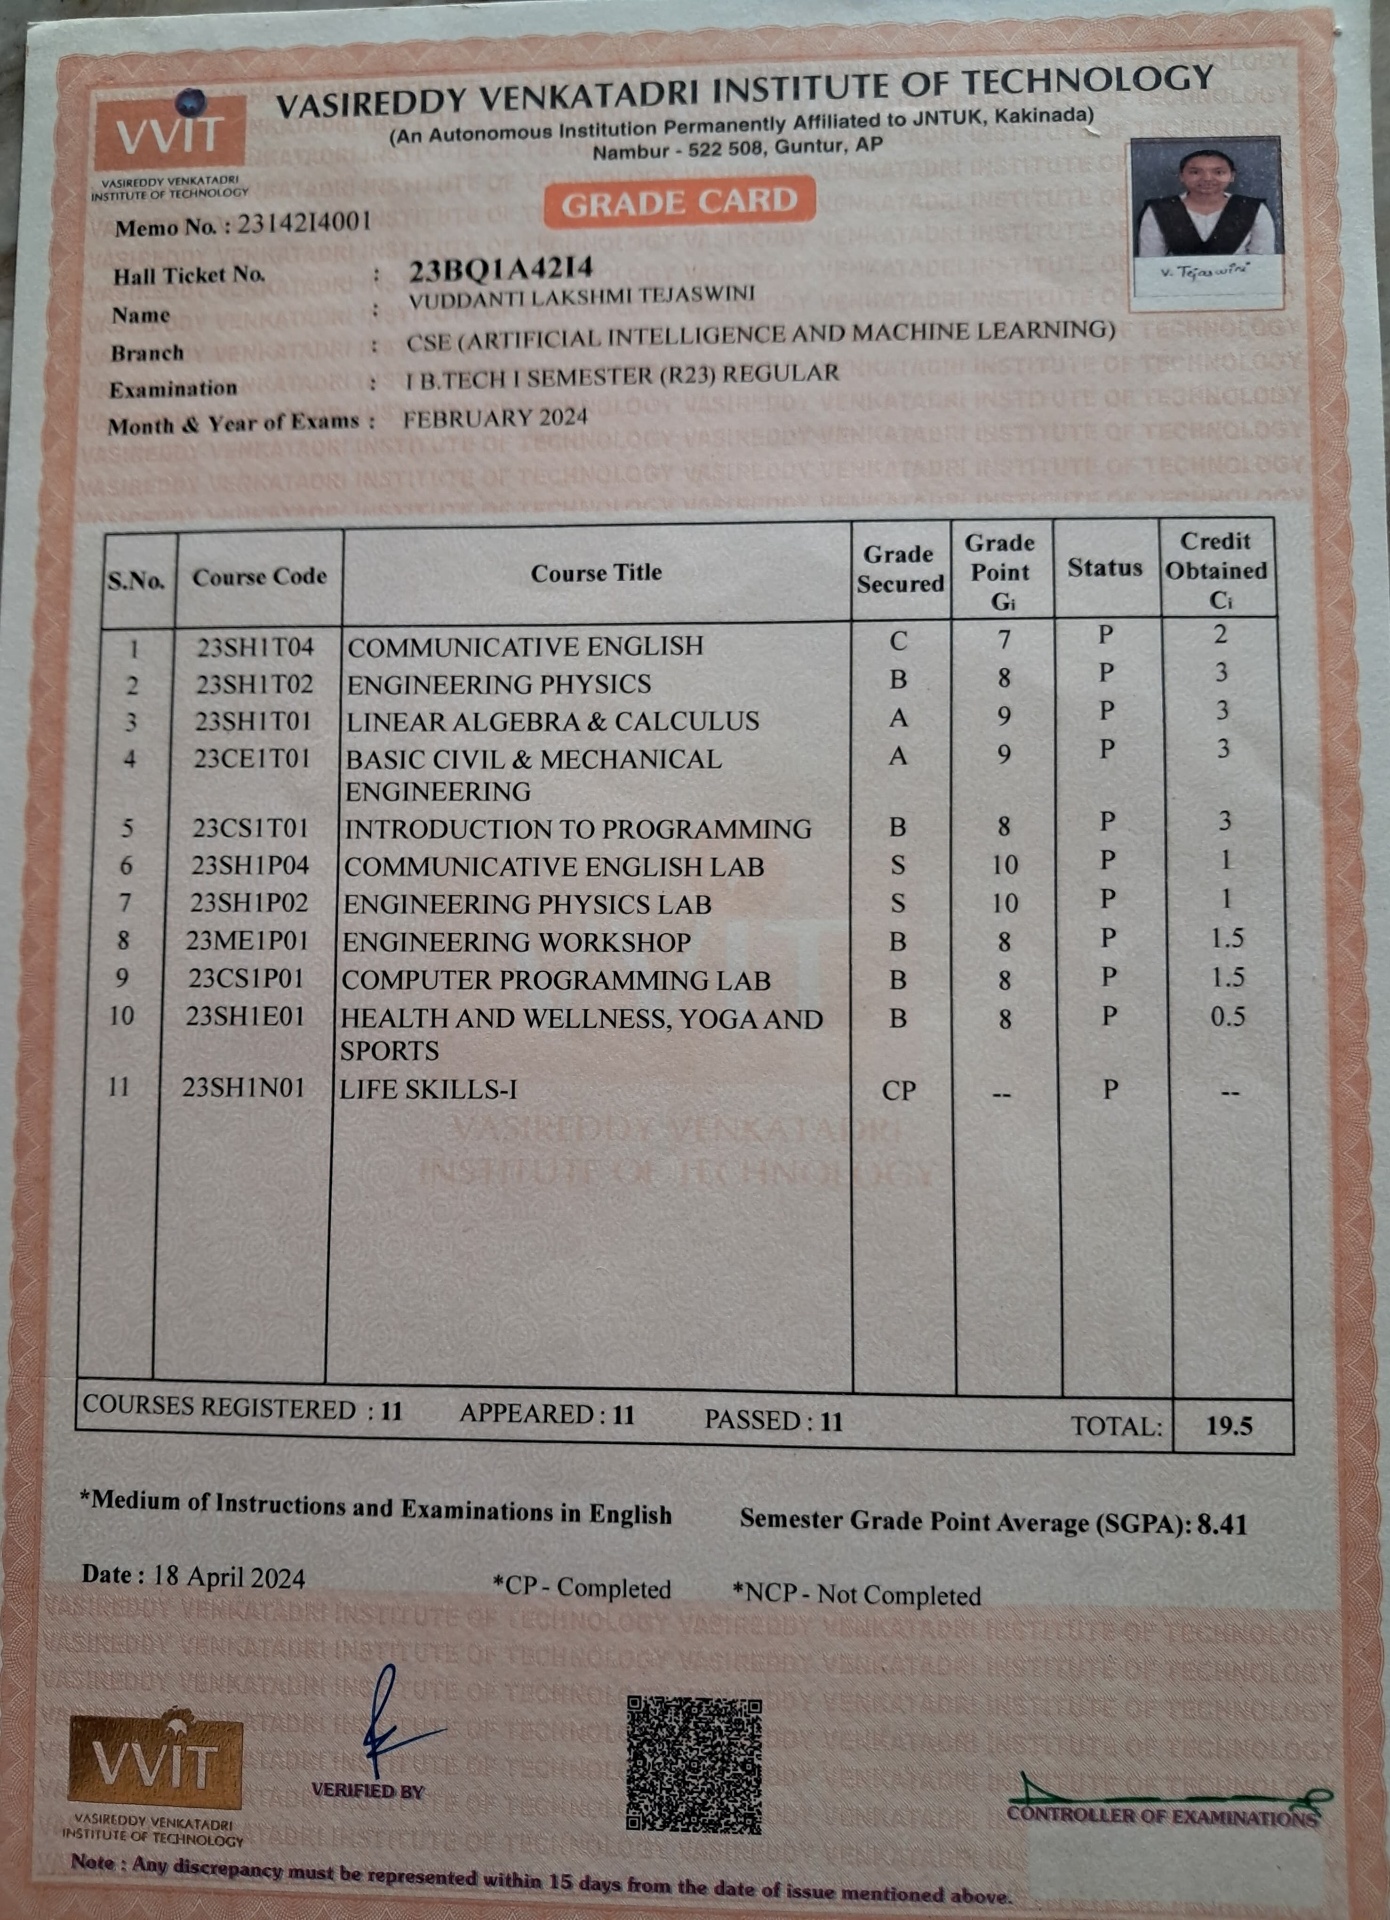 VASIREDDY VENKATADRI INSTITUTE OF TECHNOLOGY
(An Autonomous Institution Permanently Affiliated to JNTUK, Kakinada)
Nambur - 522 508, Guntur, AP
VVIT
VASIREDDY VENKATADRI
INSTITUTE OF TECHNOLOGY
GRADE CARD
V. Tejaswini
Memo No. : 2314214001
Hall Ticket No. : 23BQ1A42I4
Name : VUDDANTI LAKSHMI TEJASWINI
Branch : CSE (ARTIFICIAL INTELLIGENCE AND MACHINE LEARNING)
Examination : I B.TECH I SEMESTER (R23) REGULAR
Month & Year of Exams : FEBRUARY 2024
S.No. Course Code Course Title Grade Secured Grade Point Gi Status Credit Obtained Ci
1 23SH1T04 COMMUNICATIVE ENGLISH C 7 P 2
2 23SH1T02 ENGINEERING PHYSICS B 8 P 3
3 23SH1T01 LINEAR ALGEBRA & CALCULUS A 9 P 3
4 23CE1T01 BASIC CIVIL & MECHANICAL A 9 P 3
ENGINEERING
5 23CS1T01 INTRODUCTION TO PROGRAMMING B 8 P 3
6 23SH1P04 COMMUNICATIVE ENGLISH LAB S 10 P 1
7 23SH1P02 ENGINEERING PHYSICS LAB S 10 P 1
8 23ME1P01 ENGINEERING WORKSHOP B 8 P 1.5
9 23CS1P01 COMPUTER PROGRAMMING LAB B 8 P 1.5
10 23SH1E01 HEALTH AND WELLNESS, YOGA AND B 8 P 0.5
SPORTS
11 23SH1N01 LIFE SKILLS-I CP -- P --
VASIREDDY VENKATADRI
INSTITUTE OF TECHNOLOGY
COURSES REGISTERED : 11 APPEARED : 11 PASSED : 11 TOTAL: 19.5
*Medium of Instructions and Examinations in English Semester Grade Point Average (SGPA): 8.41
Date : 18 April 2024 *CP - Completed *NCP - Not Completed
VVIT
VASIREDDY VENKATADRI
INSTITUTE OF TECHNOLOGY
VERIFIED BY
CONTROLLER OF EXAMINATIONS
Note : Any discrepancy must be represented within 15 days from the date of issue mentioned above.